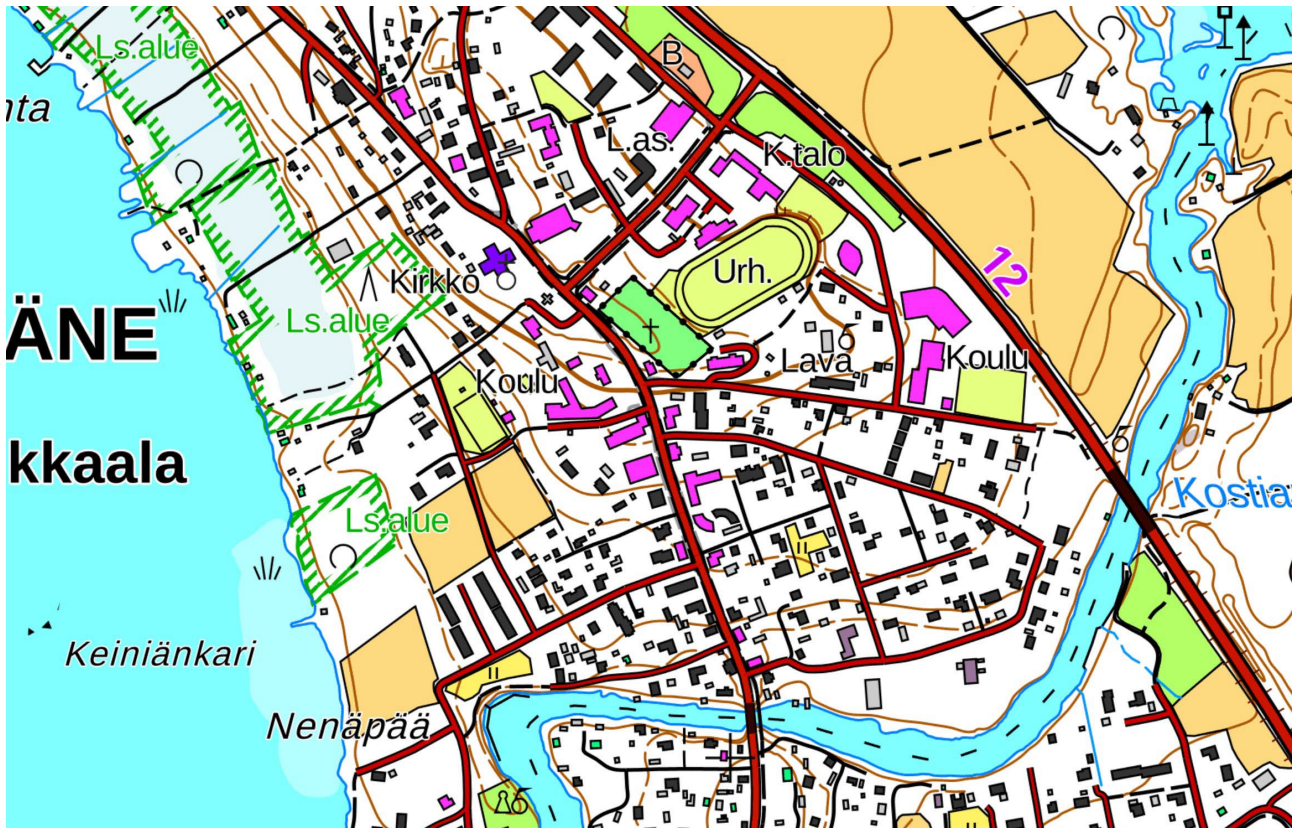 Ls.alue
B
nta
L.as.
K.talo
Kirkko
Urh.
12
ÄNE
Ls.alue
Lava
Koulu
Koulu
kkaala
Kostia
Ls.alue
Keiniänkari
Nenäpää